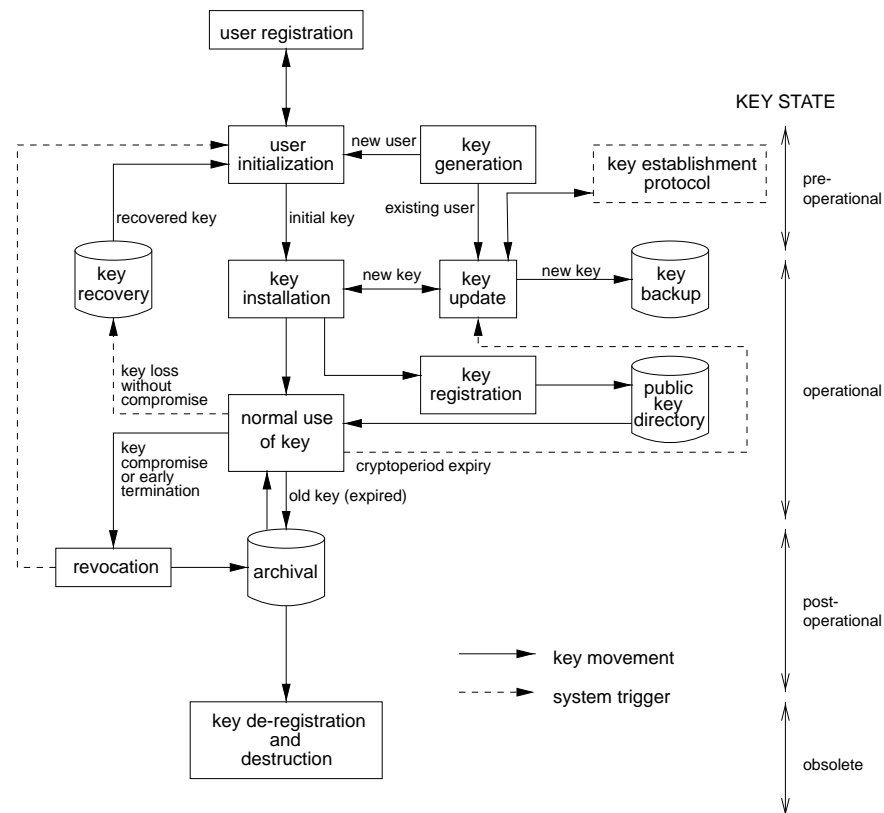 user registration
KEY STATE
user
initialization
new user
key
generation
key establishment
protocol
pre-
operational
existing user
recovered key
initial key
key
recovery
key
installation
new key
key
update
new key
key
backup
key loss
without
compromise
key
registration
public
key
directory
operational
normal use
of key
cryptoperiod expiry
key
compromise
or early
termination
old key (expired)
revocation
archival
post-
operational
key movement
system trigger
key de-registration
and
destruction
obsolete